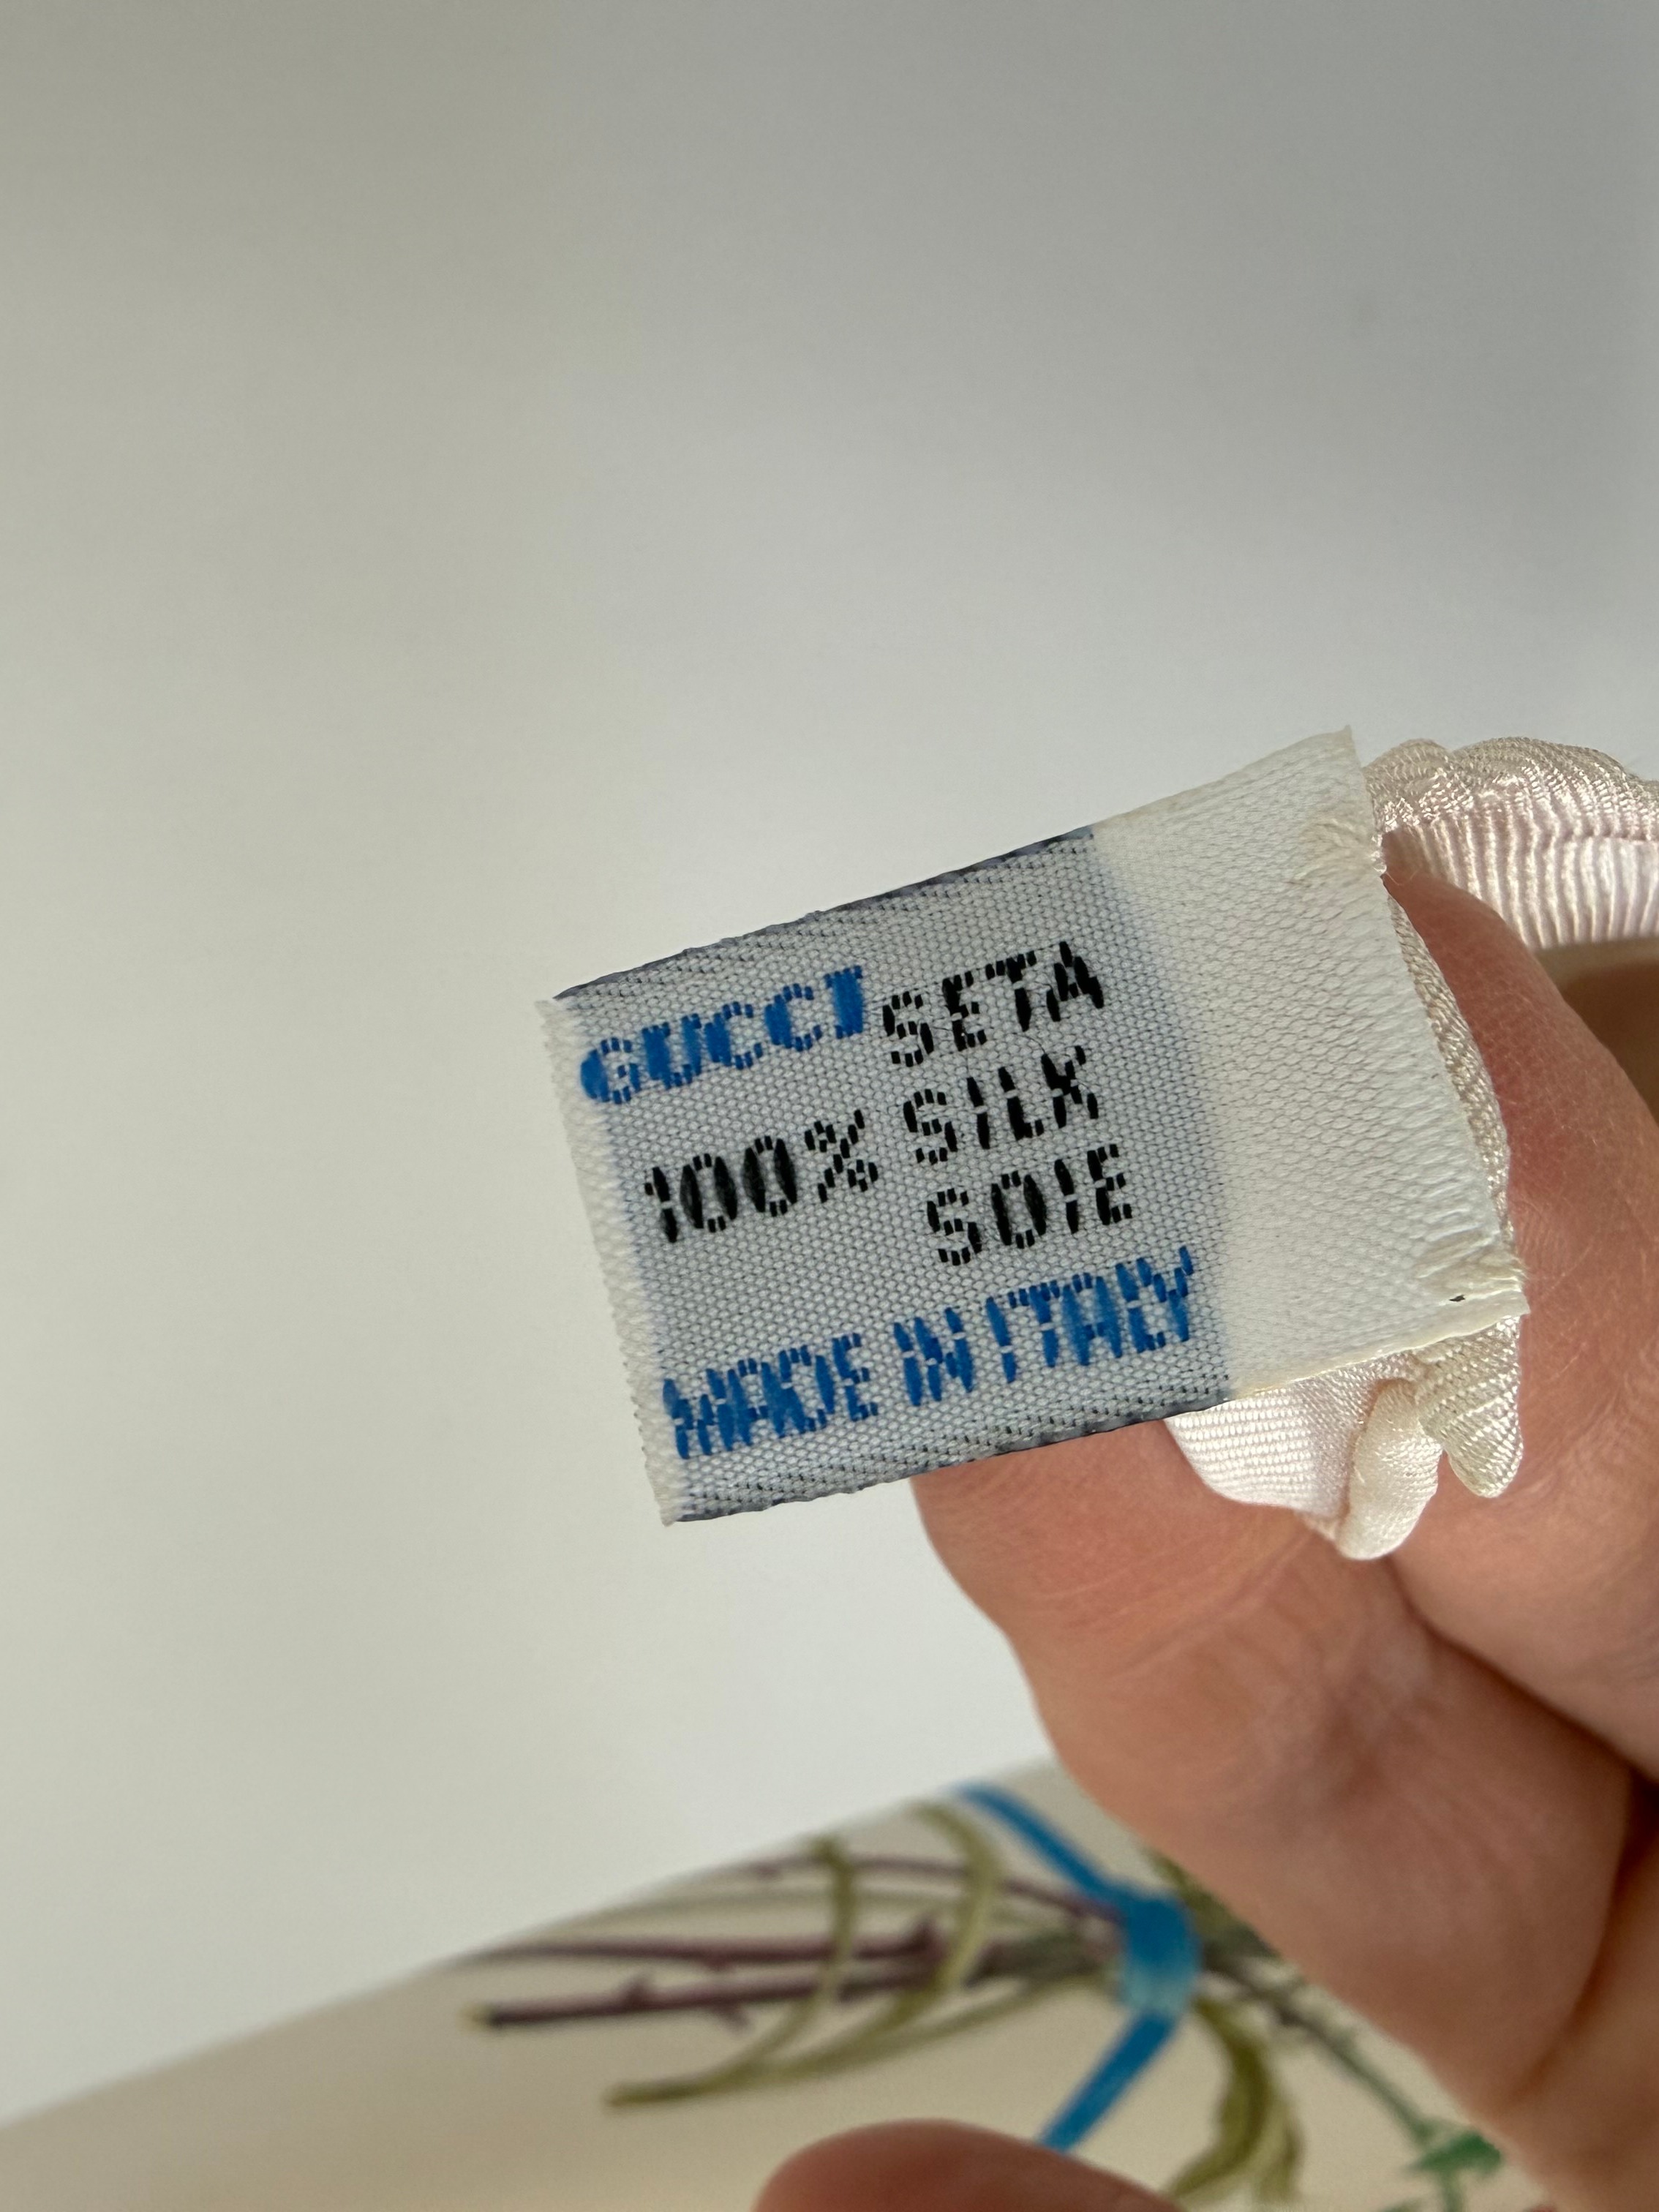 GUCCI SETA
100% SILK
SOIE
MADE IN ITALY